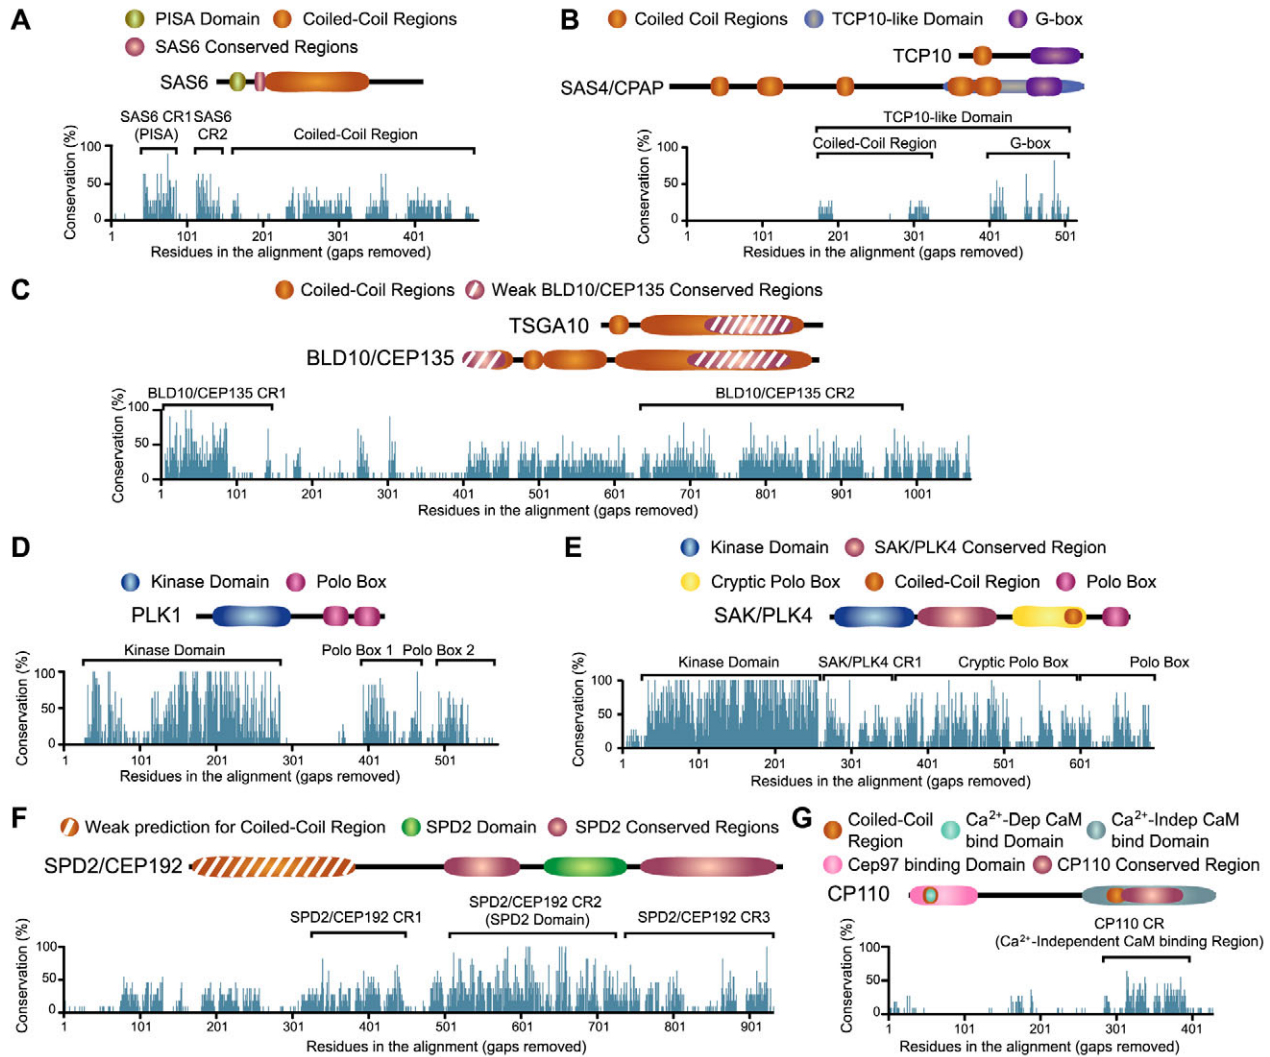 A
PISA Domain
Coiled-Coil Regions
SAS6 Conserved Regions
SAS6
SAS6 CR1
(PISA)
SAS6
CR2
Coiled-Coil Region
Conservation (%)
100
50
0
1 101 201 301 401
Residues in the alignment (gaps removed)
B
Coiled Coil Regions
TCP10-like Domain
G-box
TCP10
SAS4/CPAP
TCP10-like Domain
Coiled-Coil Region
G-box
Conservation (%)
100
50
0
1 101 201 301 401 501
Residues in the alignment (gaps removed)
C
Coiled-Coil Regions
Weak BLD10/CEP135 Conserved Regions
TSGA10
BLD10/CEP135
BLD10/CEP135 CR1
BLD10/CEP135 CR2
Conservation (%)
100
50
0
1 101 201 301 401 501 601 701 801 901 1001
Residues in the alignment (gaps removed)
D
Kinase Domain
Polo Box
PLK1
Kinase Domain
Polo Box 1
Polo Box 2
Conservation (%)
100
50
0
1 101 201 301 401 501
Residues in the alignment (gaps removed)
E
Kinase Domain
SAK/PLK4 Conserved Region
Cryptic Polo Box
Coiled-Coil Region
Polo Box
SAK/PLK4
Kinase Domain
SAK/PLK4 CR1
Cryptic Polo Box
Polo Box
Conservation (%)
100
50
0
1 101 201 301 401 501 601
Residues in the alignment (gaps removed)
F
Weak prediction for Coiled-Coil Region
SPD2 Domain
SPD2 Conserved Regions
SPD2/CEP192
SPD2/CEP192 CR1
SPD2/CEP192 CR2
(SPD2 Domain)
SPD2/CEP192 CR3
Conservation (%)
100
50
0
1 101 201 301 401 501 601 701 801 901
Residues in the alignment (gaps removed)
G
Coiled-Coil
Region
Ca²⁺-Dep CaM
bind Domain
Ca²⁺-Indep CaM
bind Domain
Cep97 binding Domain
CP110 Conserved Region
CP110
CP110 CR
(Ca²⁺-Independent CaM binding Region)
Conservation (%)
100
50
0
1 101 201 301 401
Residues in the alignment (gaps removed)